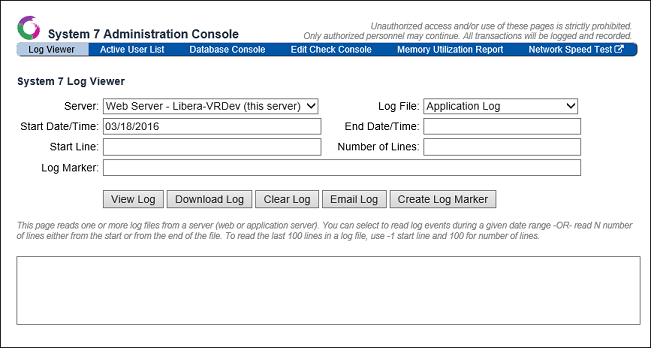 System 7 Administration Console
Unauthorized access and/or use of these pages is strictly prohibited.
Only authorized personnel may continue. All transactions will be logged and recorded.
Log Viewer Active User List Database Console Edit Check Console Memory Utilization Report Network Speed Test
System 7 Log Viewer
Server: Web Server - Libera-VRDev (this server) Log File: Application Log
Start Date/Time: 03/18/2016 End Date/Time:
Start Line: Number of Lines:
Log Marker:
View Log Download Log Clear Log Email Log Create Log Marker
This page reads one or more log files from a server (web or application server). You can select to read log events during a given date range -OR- read N number
of lines either from the start or from the end of the file. To read the last 100 lines in a log file, use -1 start line and 100 for number of lines.